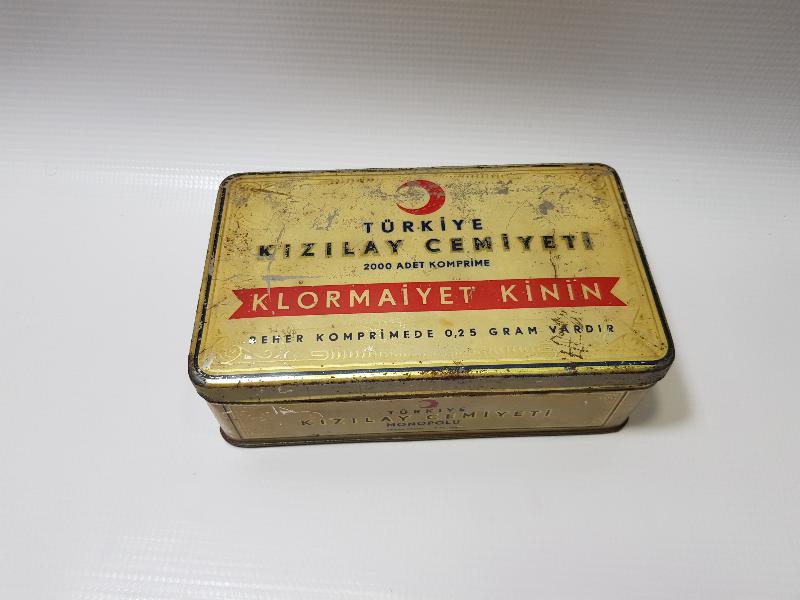 TÜRKİYE
KIZILAY CEMİYETİ
2000 ADET KOMPRİME
KLORMAİYET KİNİN
BEHER KOMPRİMEDE 0,25 GRAM VARDIR
TÜRKİYE
KIZILAY CEMİYETİ
MONOPOLU